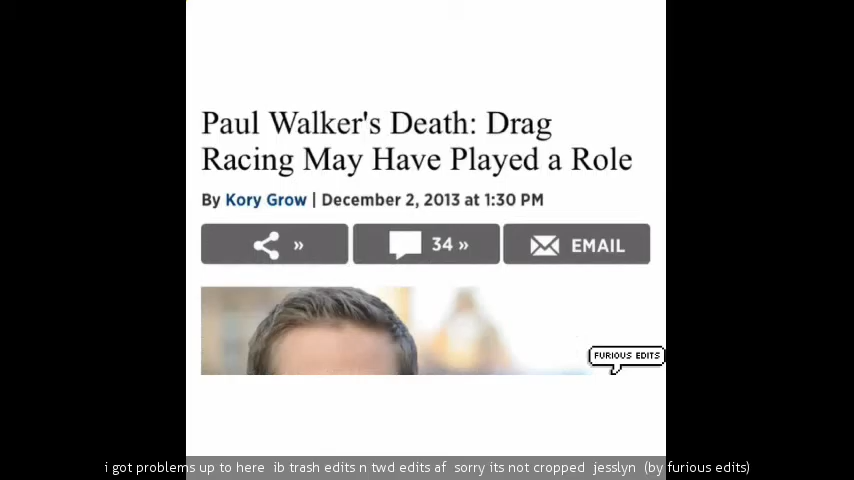 Paul Walker's Death: Drag
Racing May Have Played a Role
By Kory Grow | December 2, 2013 at 1:30 PM
» 34 » EMAIL
FURIOUS EDITS
i got problems up to here ib trash edits n twd edits af sorry its not cropped jesslyn (by furious edits)